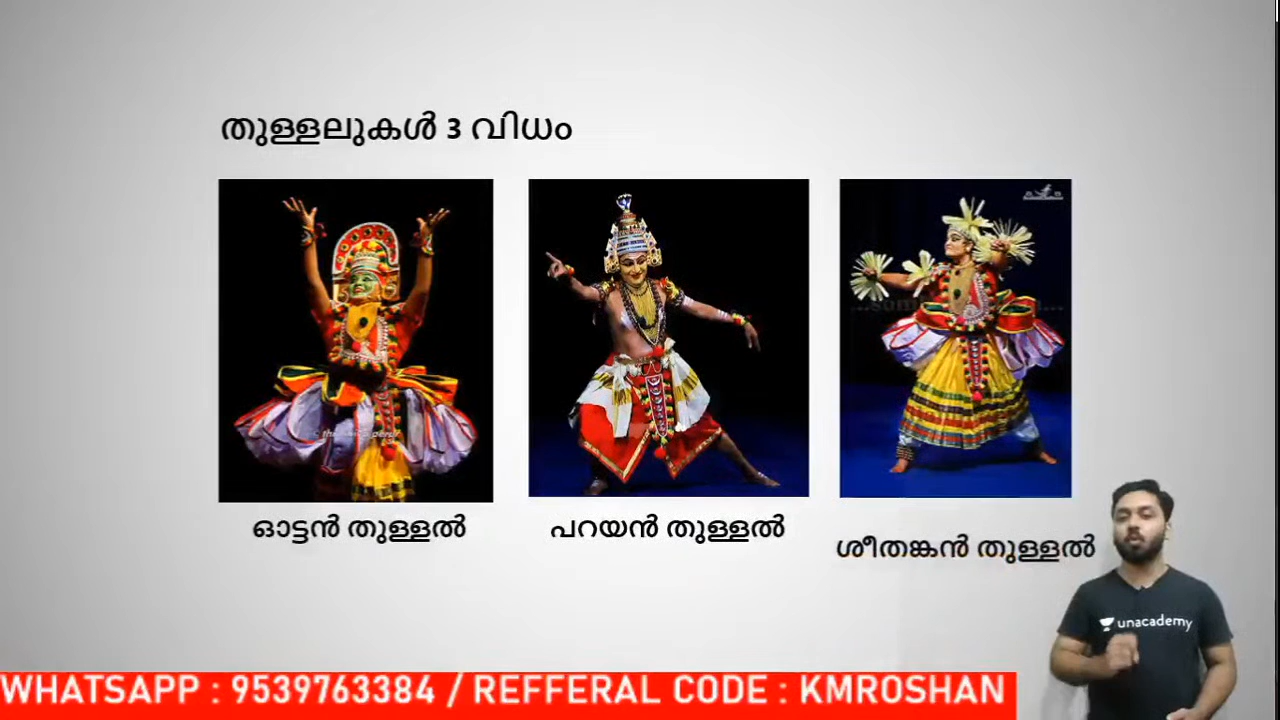 തുള്ളലുകൾ 3 വിധം
ഓട്ടൻ തുള്ളൽ
പറയൻ തുള്ളൽ
ശീതങ്കൻ തുള്ളൽ
unacademy
WHATSAPP : 9539763384 / REFFERAL CODE : KMROSHAN